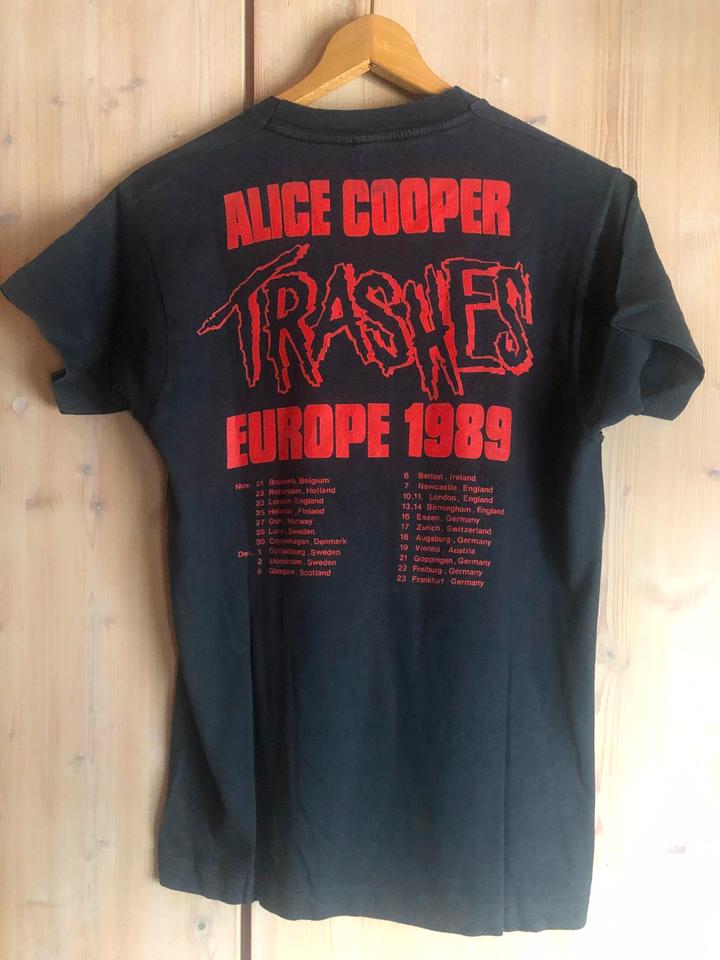 ALICE COOPER
TRASHES
EUROPE 1989
Nov. 21 Brussels, Belgium
22 Rotterdam, Holland
23 London, England
25 Helsinki, Finland
27 Oslo, Norway
29 Lund, Sweden
30 Copenhagen, Denmark
Dec. 1 Gothenburg, Sweden
2 Stockholm, Sweden
5 Glasgow, Scotland
6 Belfast, Ireland
7 Newcastle, England
10,11, London, England
13,14 Birmingham, England
16 Essen, Germany
17 Zurich, Switzerland
18 Augsburg, Germany
19 Vienna, Austria
21 Goppingen, Germany
22 Freiburg, Germany
23 Frankfurt Germany